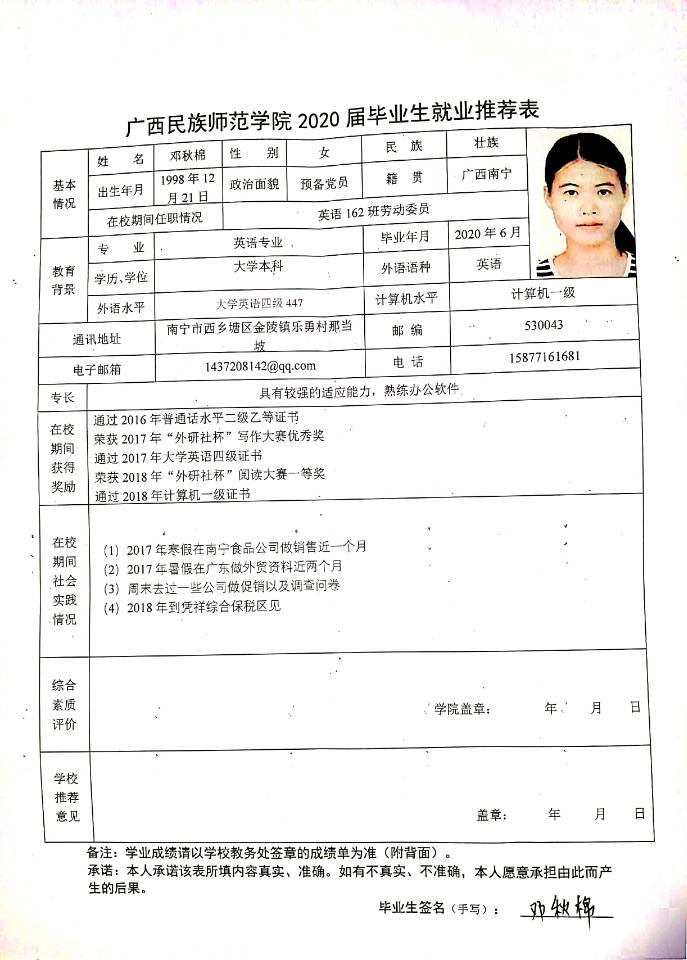 广西民族师范学院 2020 届毕业生就业推荐表
基本情况
姓 名 邓秋棉 性 别 女 民 族 壮族
出生年月 1998 年 12 月 21 日 政治面貌 预备党员 籍 贯 广西南宁
在校期间任职情况 英语 162 班劳动委员
教育背景
专 业 英语专业 毕业年月 2020 年 6 月
学历、学位 大学本科 外语语种 英语
外语水平 大学英语四级 447 计算机水平 计算机一级
通讯地址 南宁市西乡塘区金陵镇乐勇村那当坡 邮 编 530043
电子邮箱 1437208142@qq.com 电 话 15877161681
专长 具有较强的适应能力，熟练办公软件
在校期间获得奖励
通过 2016 年普通话水平二级乙等证书
荣获 2017 年“外研社杯”写作大赛优秀奖
通过 2017 年大学英语四级证书
荣获 2018 年“外研社杯”阅读大赛一等奖
通过 2018 年计算机一级证书
在校期间社会实践情况
（1）2017 年寒假在南宁食品公司做销售近一个月
（2）2017 年暑假在广东做外贸资料近两个月
（3）周末去过一些公司做促销以及调查问卷
（4）2018 年到凭祥综合保税区见
综合素质评价
学院盖章： 年 月 日
学校推荐意见
盖章： 年 月 日
备注：学业成绩请以学校教务处签章的成绩单为准（附背面）。
承诺：本人承诺该表所填内容真实、准确。如有不真实、不准确，本人愿意承担由此而产
生的后果。
毕业生签名（手写）： 邓秋棉